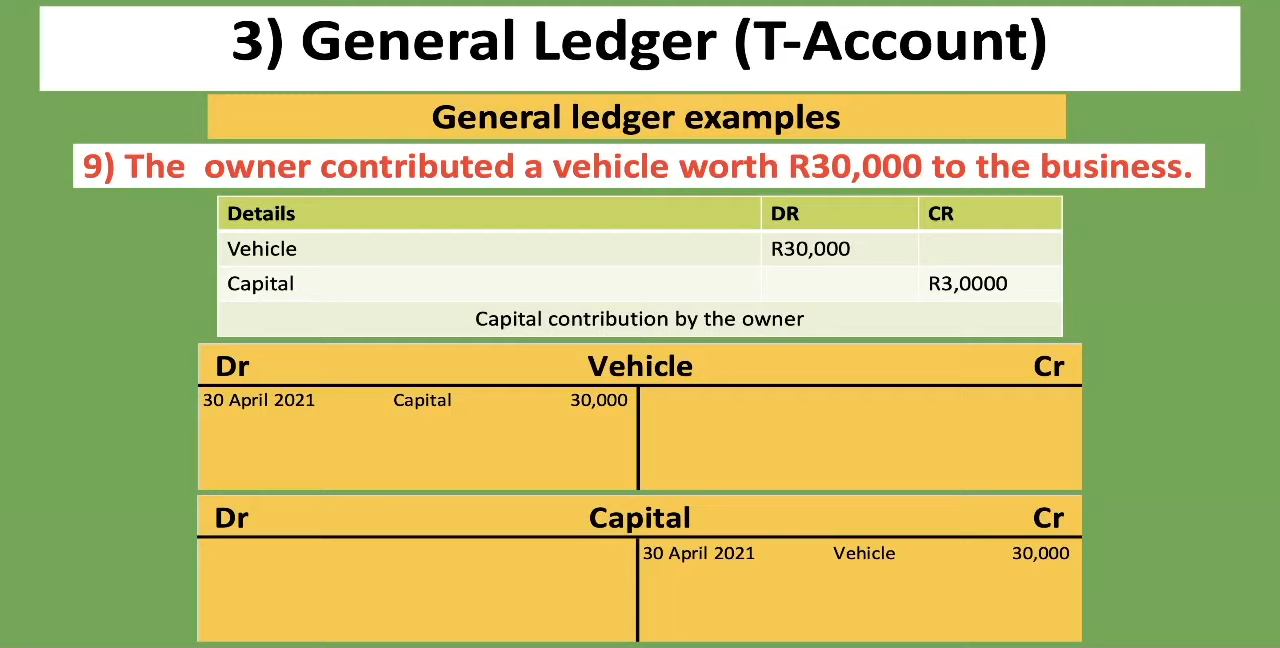 3) General Ledger (T-Account)
General ledger examples
9) The owner contributed a vehicle worth R30,000 to the business.
Details DR CR
Vehicle R30,000
Capital R3,0000
Capital contribution by the owner
Dr Vehicle Cr
30 April 2021 Capital 30,000
Dr Capital Cr
30 April 2021 Vehicle 30,000